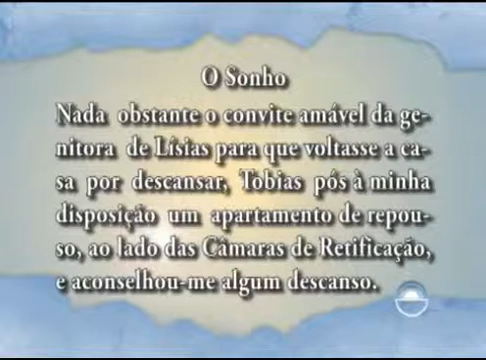 O Sonho
Nada obstante o convite amável da ge-
nitora de Lísias para que voltasse a ca-
sa por descansar, Tobias pós à minha
disposição um apartamento de repou-
so, ao lado das Câmaras de Retificação,
e aconselhou-me algum descanso.